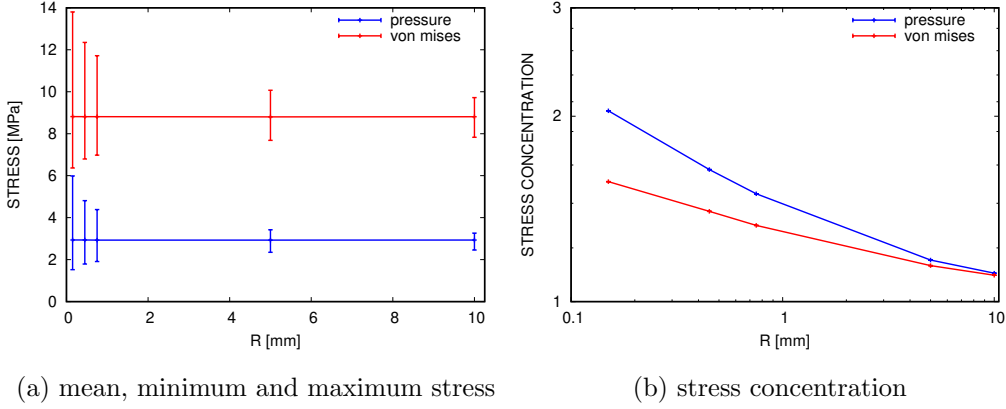 14
12
10
8
6
4
2
0
STRESS [MPa]
pressure
von mises
0
2
4
6
8
10
R [mm]
(a) mean, minimum and maximum stress
3
2
1
STRESS CONCENTRATION
pressure
von mises
0.1
1
10
R [mm]
(b) stress concentration